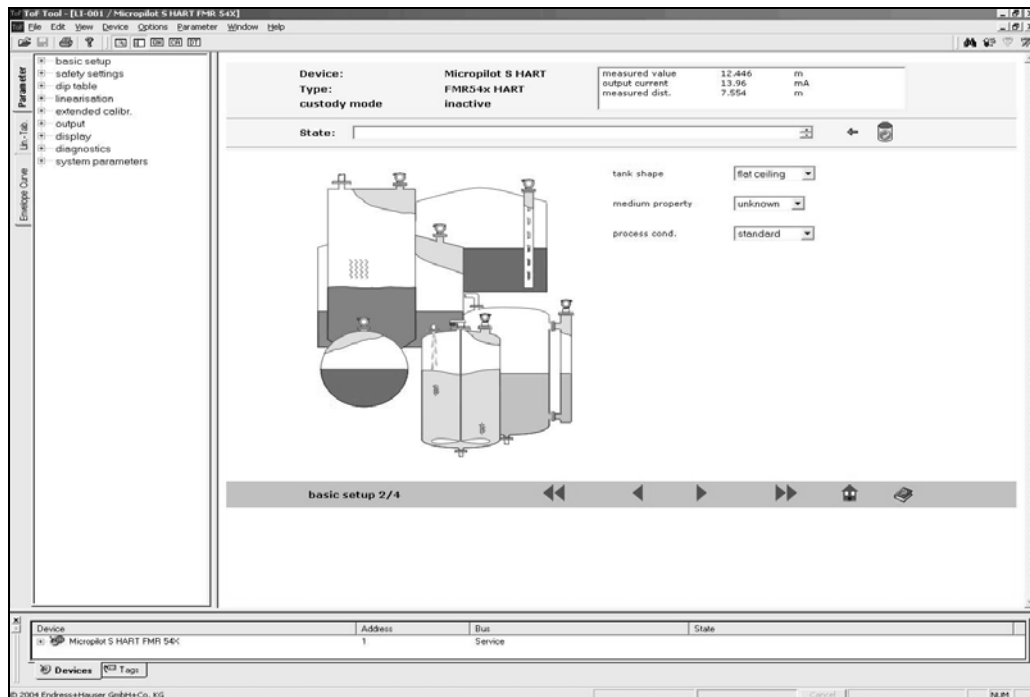 ToF Tool - [LI-001 / Micropilot S HART FMR 54X]
File Edit View Device Options Parameter Window Help
Parameter
Lin.-Tab.
Envelope Curve
basic setup
safety settings
dip table
linearisation
extended calibr.
output
display
diagnostics
system parameters
Device: Micropilot S HART
Type: FMR54x HART
custody mode inactive
measured value 12.446 m
output current 13.96 mA
measured dist. 7.554 m
State:
tank shape flat ceiling
medium property unknown
process cond. standard
basic setup 2/4
Device Address Bus State
Micropilot S HART FMR 54X 1 Service
Devices Tags
© 2004 Endress+Hauser GmbH+Co. KG
Cancel NUM